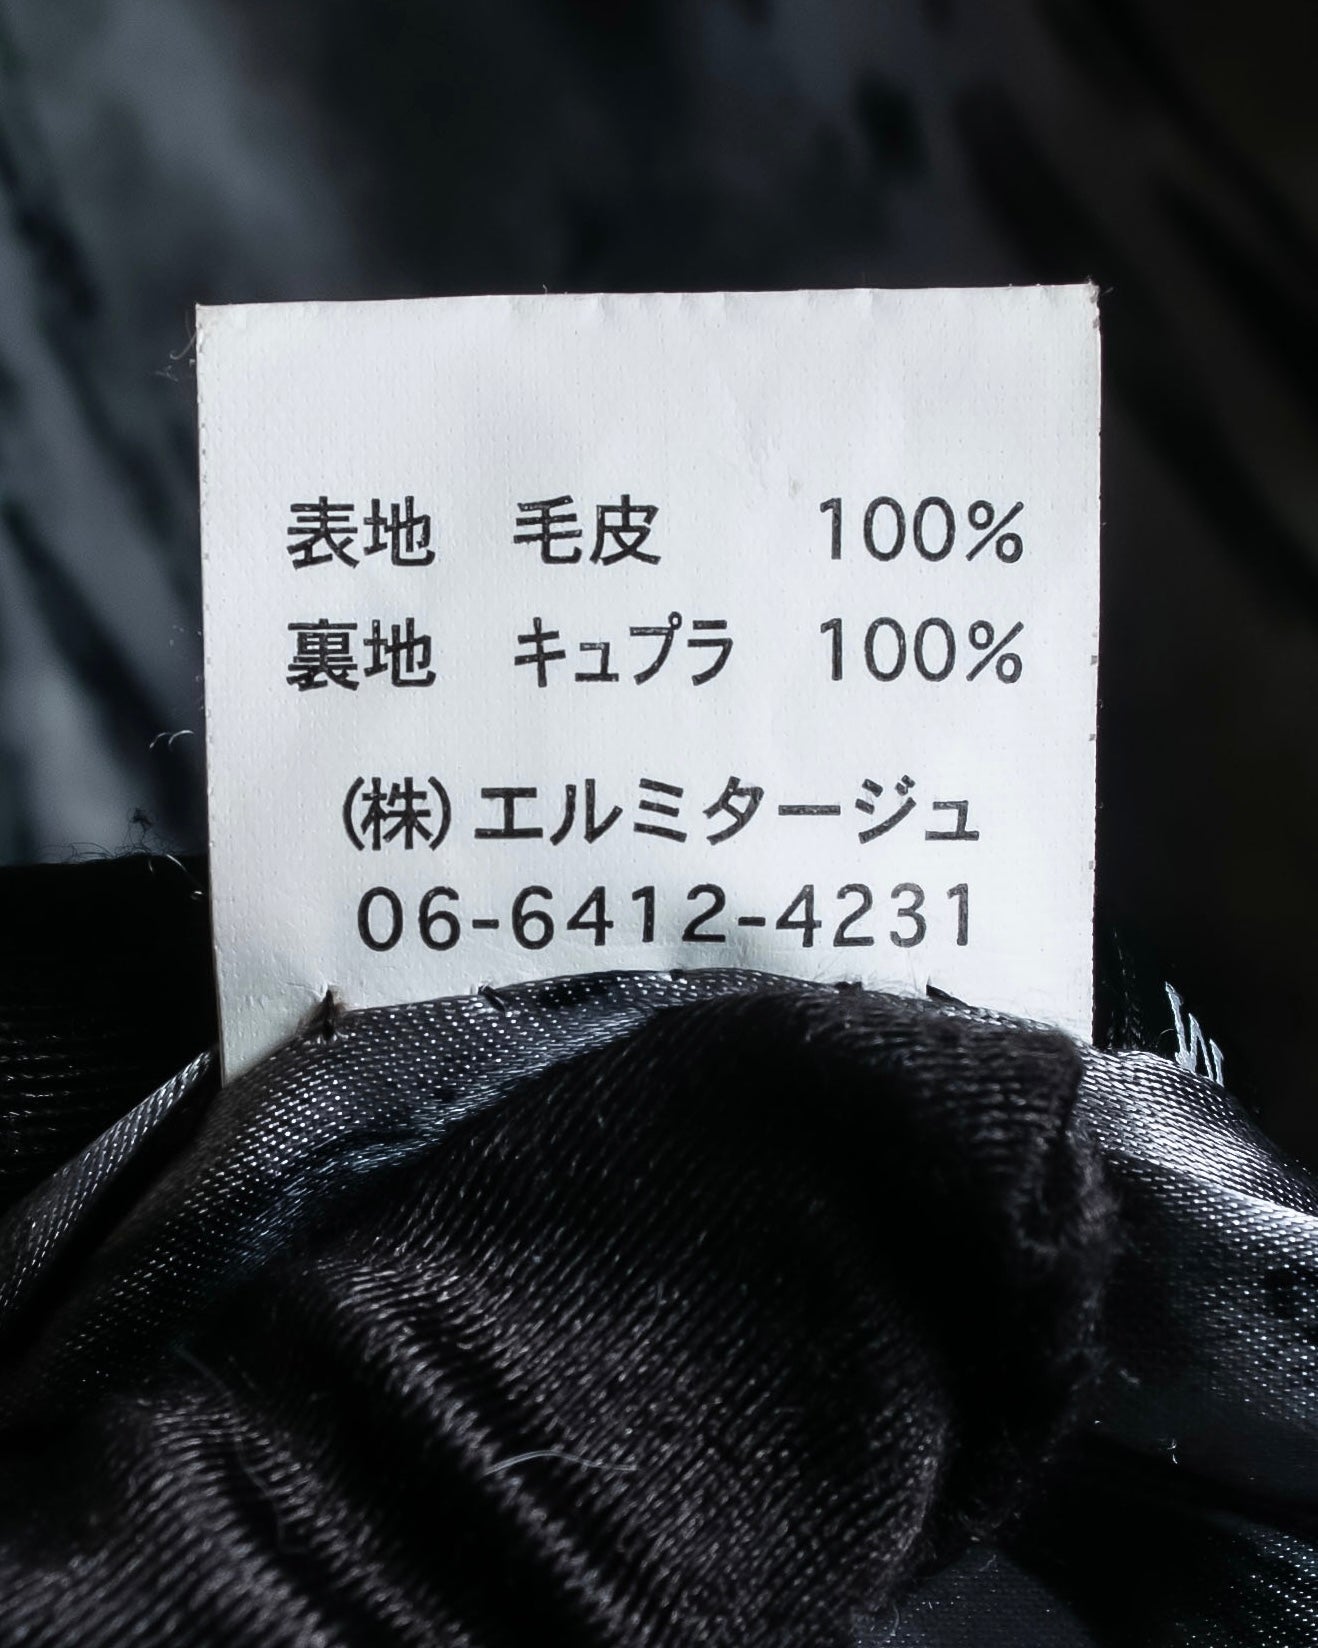 表地 毛皮 100%
裏地 キュプラ 100%
(株)エルミタージュ
06-6412-4231